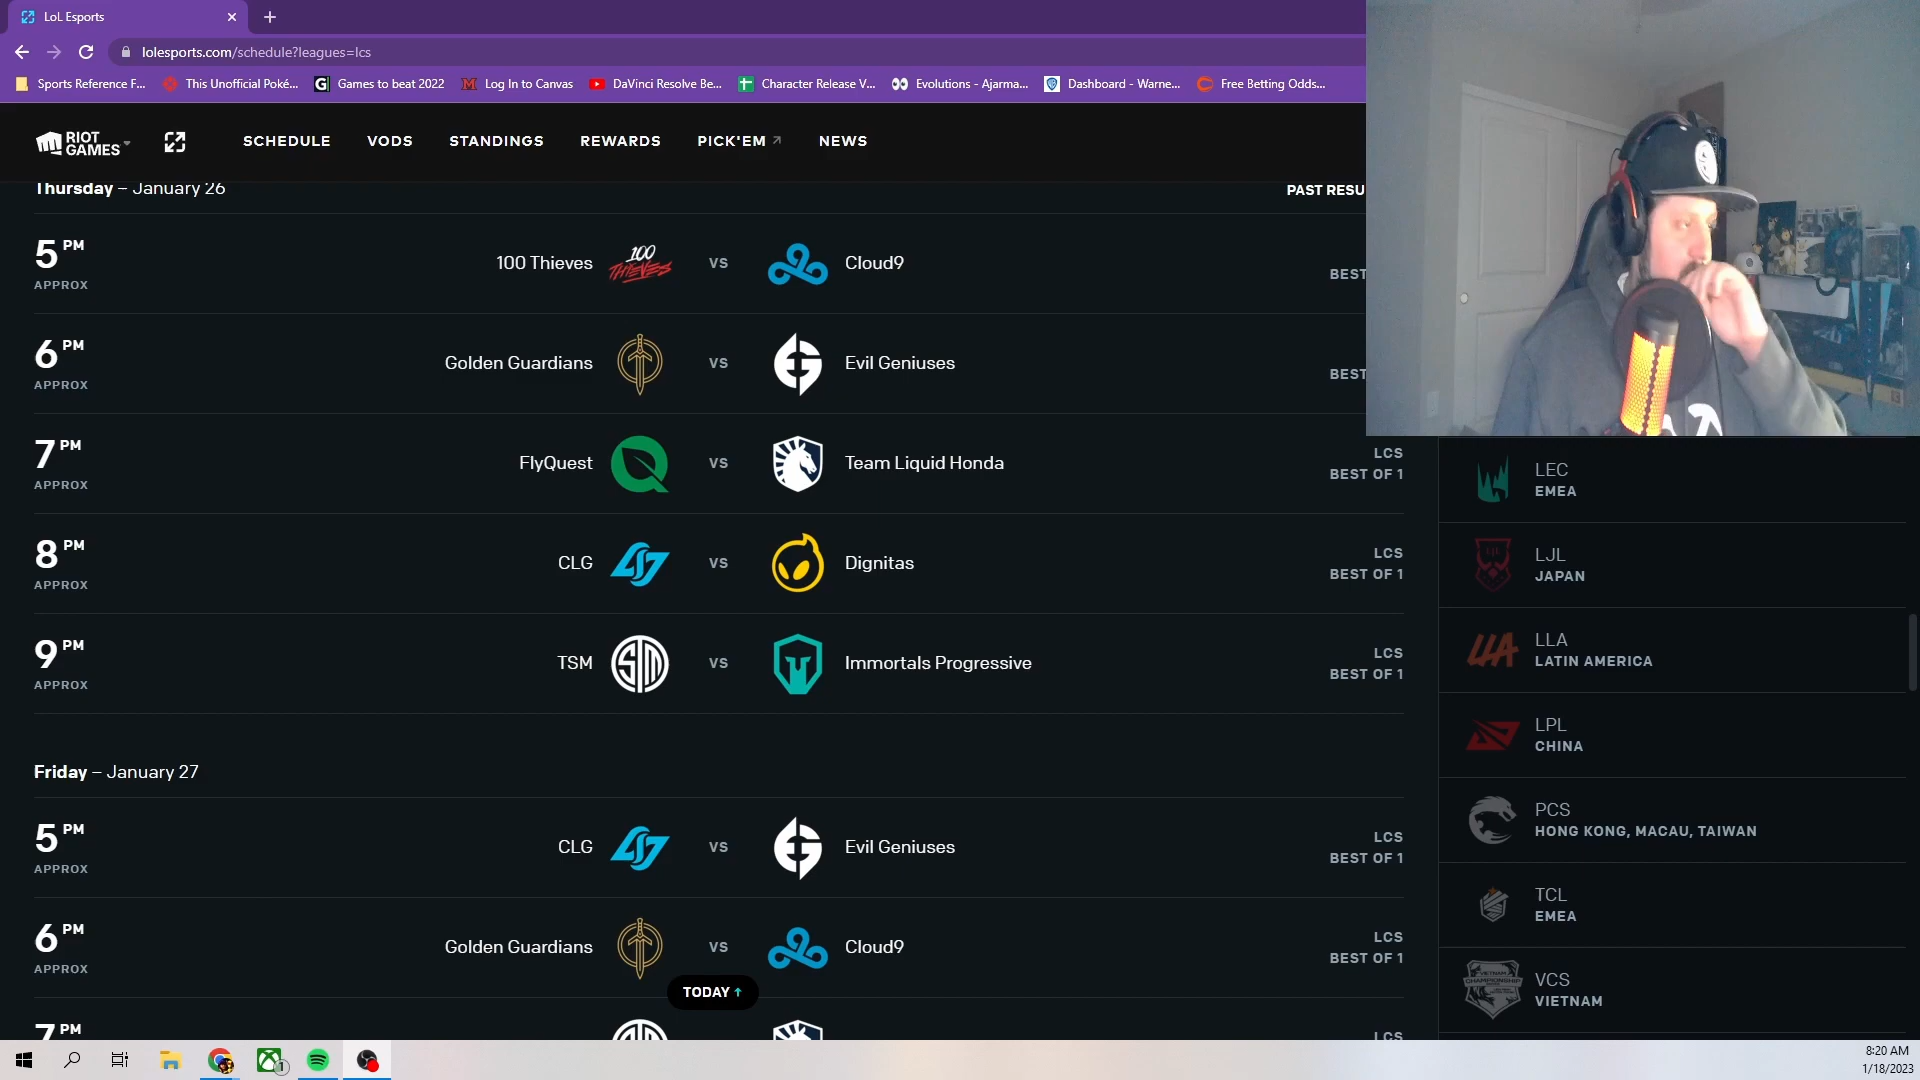 LoL Esports
lolesports.com/schedule?leagues=lcs
Sports Reference F...
This Unofficial Poké...
Games to beat 2022
Log In to Canvas
DaVinci Resolve Be...
Character Release V...
Evolutions - Ajarma...
Dashboard - Warne...
Free Betting Odds...
RIOT GAMES
SCHEDULE
VODS
STANDINGS
REWARDS
PICK'EM
NEWS
Thursday – January 26
PAST RESU
5 PM
APPROX
100 Thieves
100 THIEVES
VS
Cloud9
BEST
6 PM
APPROX
Golden Guardians
VS
Evil Geniuses
BEST
7 PM
APPROX
FlyQuest
VS
Team Liquid Honda
LCS
BEST OF 1
8 PM
APPROX
CLG
VS
Dignitas
LCS
BEST OF 1
9 PM
APPROX
TSM
TSM
VS
Immortals Progressive
LCS
BEST OF 1
Friday – January 27
5 PM
APPROX
CLG
VS
Evil Geniuses
LCS
BEST OF 1
6 PM
APPROX
Golden Guardians
VS
Cloud9
LCS
BEST OF 1
TODAY ↑
7 PM
LCS
LEC
EMEA
LJL
JAPAN
LLA
LATIN AMERICA
LPL
CHINA
PCS
HONG KONG, MACAU, TAIWAN
TCL
EMEA
VCS
VIETNAM
8:20 AM
1/18/2023